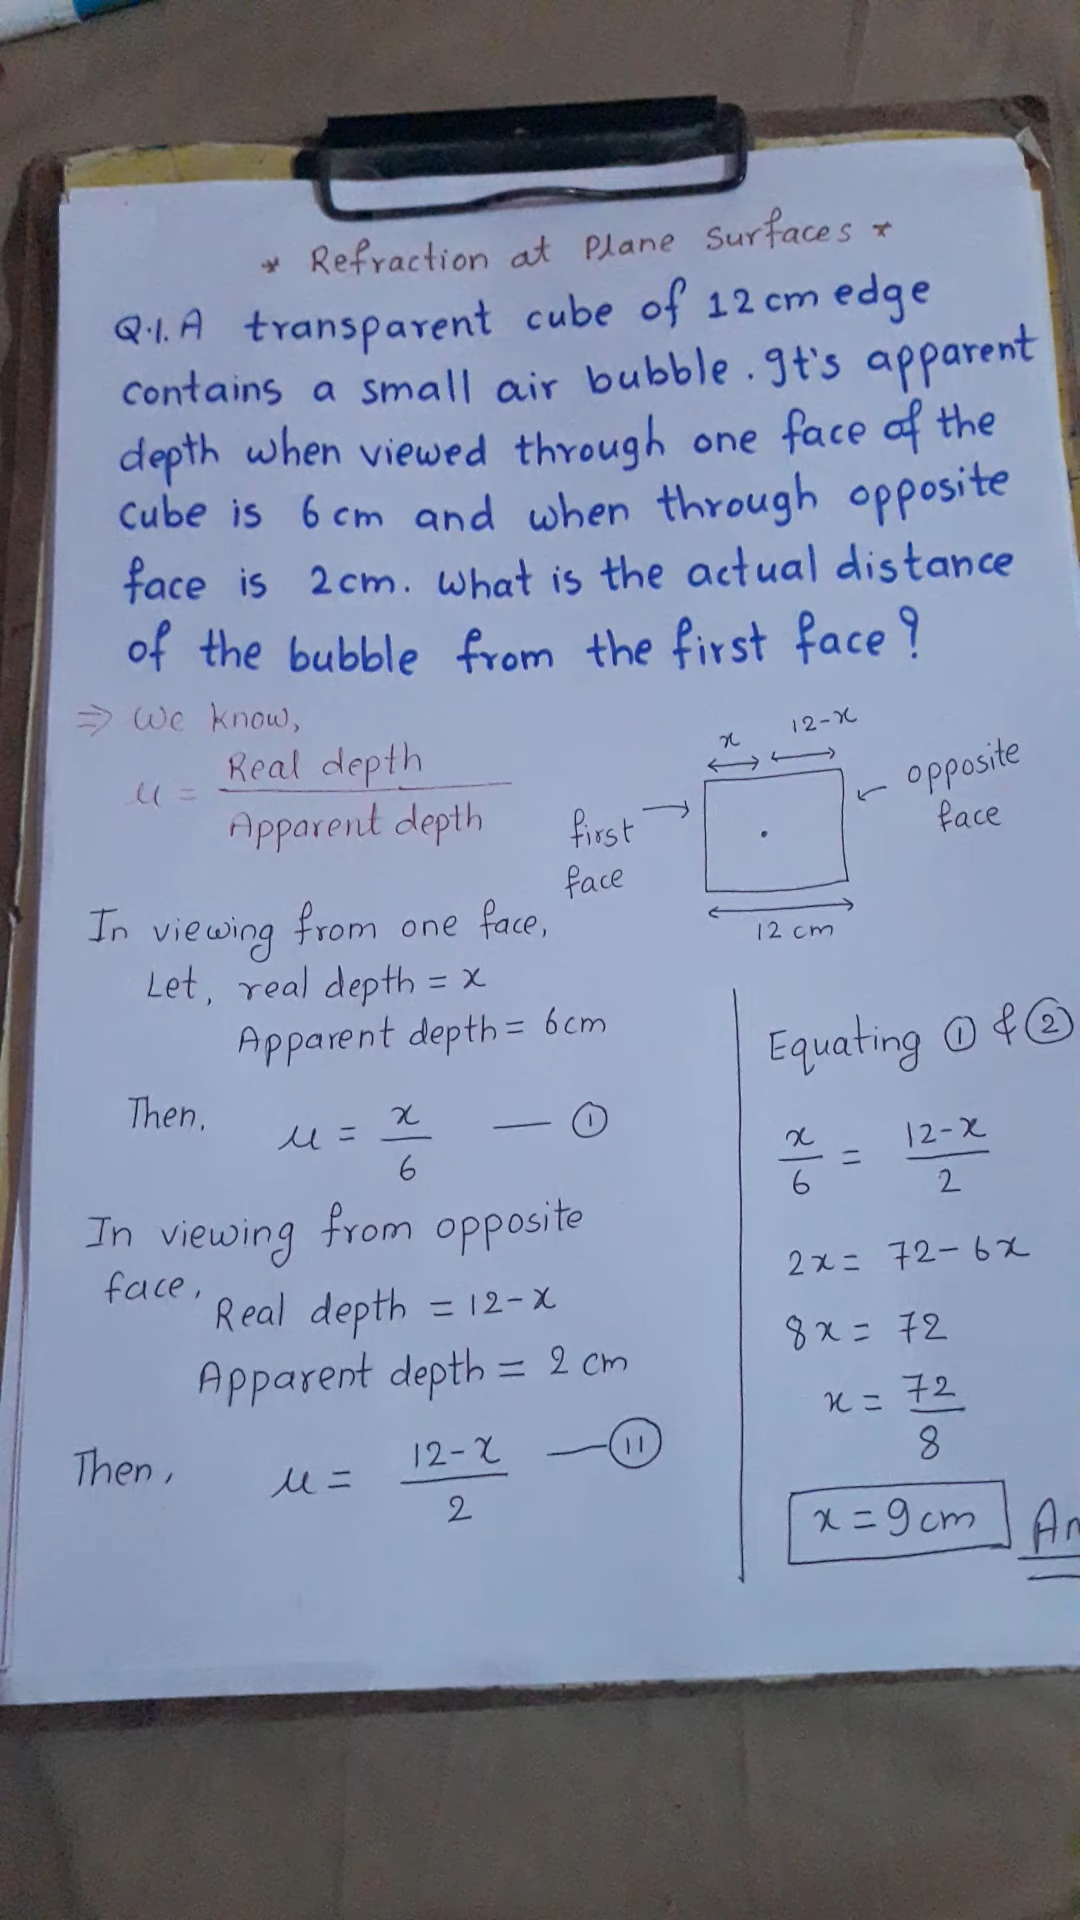 * Refraction at Plane Surfaces *
Q.1. A transparent cube of 12 cm edge
contains a small air bubble. It's apparent
depth when viewed through one face of the
cube is 6 cm and when through opposite
face is 2 cm. What is the actual distance
of the bubble from the first face?
⇒ We know,
μ = Real depth / Apparent depth
x 12-x
first face
opposite face
12 cm
In viewing from one face,
Let, real depth = x
Apparent depth = 6 cm
Then, μ = x/6 — ①
In viewing from opposite
face,
Real depth = 12-x
Apparent depth = 2 cm
Then, μ = 12-x / 2 — (11)
Equating ① & ②
x/6 = 12-x / 2
2x = 72-6x
8x = 72
x = 72/8
x = 9 cm An